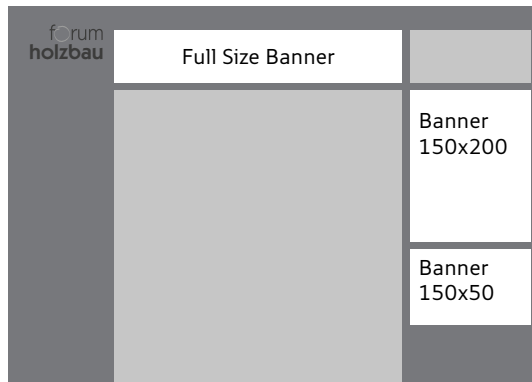 forum
holzbau
Full Size Banner
Banner
150x200
Banner
150x50